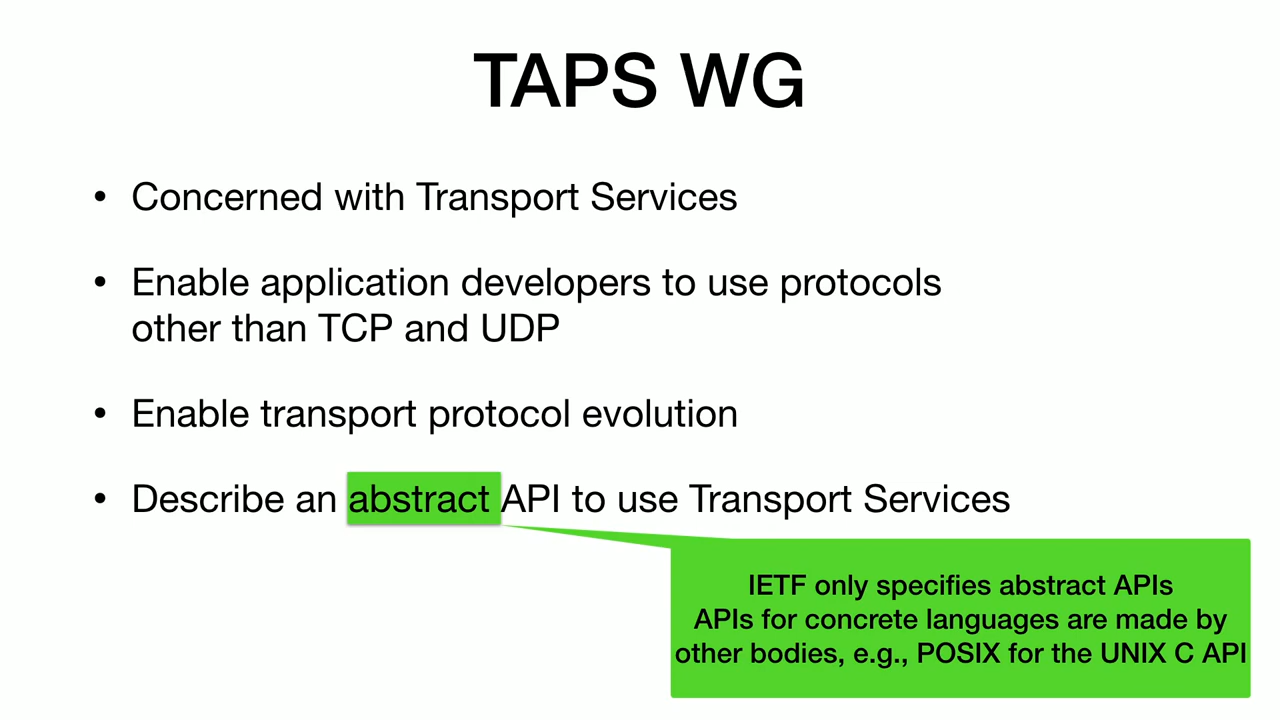 TAPS WG
• Concerned with Transport Services
• Enable application developers to use protocols
other than TCP and UDP
• Enable transport protocol evolution
• Describe an abstract API to use Transport Services
IETF only specifies abstract APIs
APIs for concrete languages are made by
other bodies, e.g., POSIX for the UNIX C API